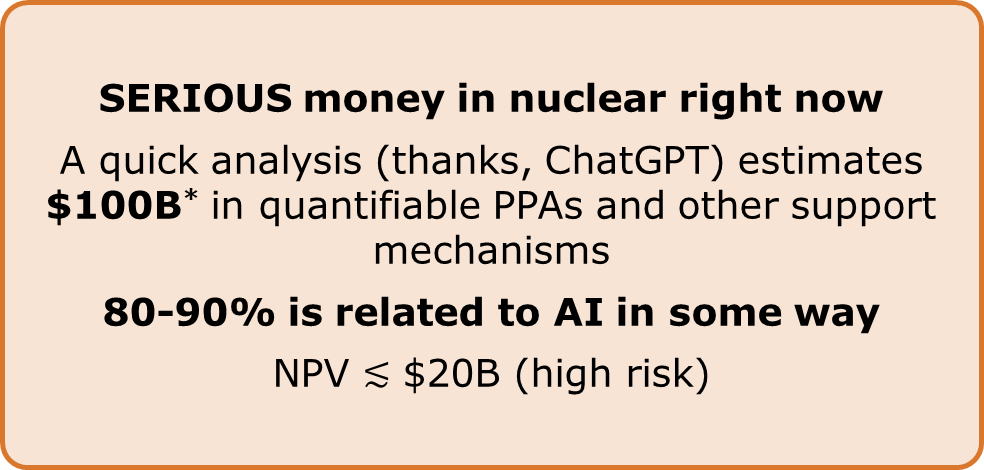 SERIOUS money in nuclear right now
A quick analysis (thanks, ChatGPT) estimates
$100B* in quantifiable PPAs and other support
mechanisms
80-90% is related to AI in some way
NPV ≲ $20B (high risk)